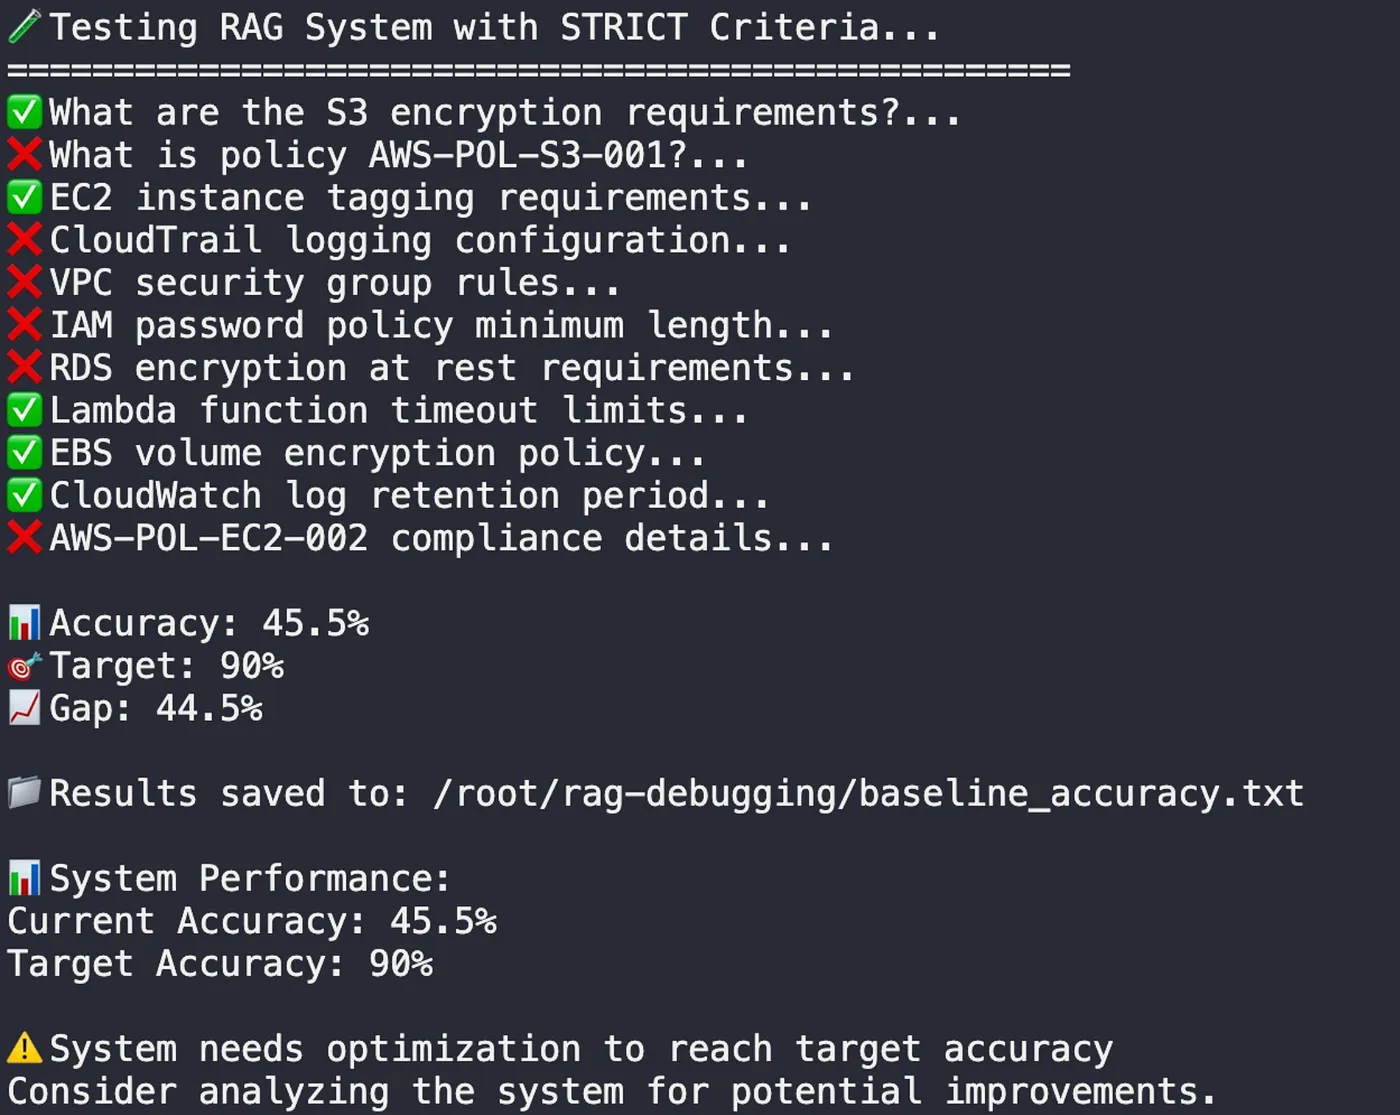 🧪Testing RAG System with STRICT Criteria...
==================================================
✅What are the S3 encryption requirements?...
❌What is policy AWS-POL-S3-001?...
✅EC2 instance tagging requirements...
❌CloudTrail logging configuration...
❌VPC security group rules...
❌IAM password policy minimum length...
❌RDS encryption at rest requirements...
✅Lambda function timeout limits...
✅EBS volume encryption policy...
✅CloudWatch log retention period...
❌AWS-POL-EC2-002 compliance details...
📊Accuracy: 45.5%
🎯Target: 90%
📈Gap: 44.5%
📁Results saved to: /root/rag-debugging/baseline_accuracy.txt
📊System Performance:
Current Accuracy: 45.5%
Target Accuracy: 90%
⚠️System needs optimization to reach target accuracy
Consider analyzing the system for potential improvements.